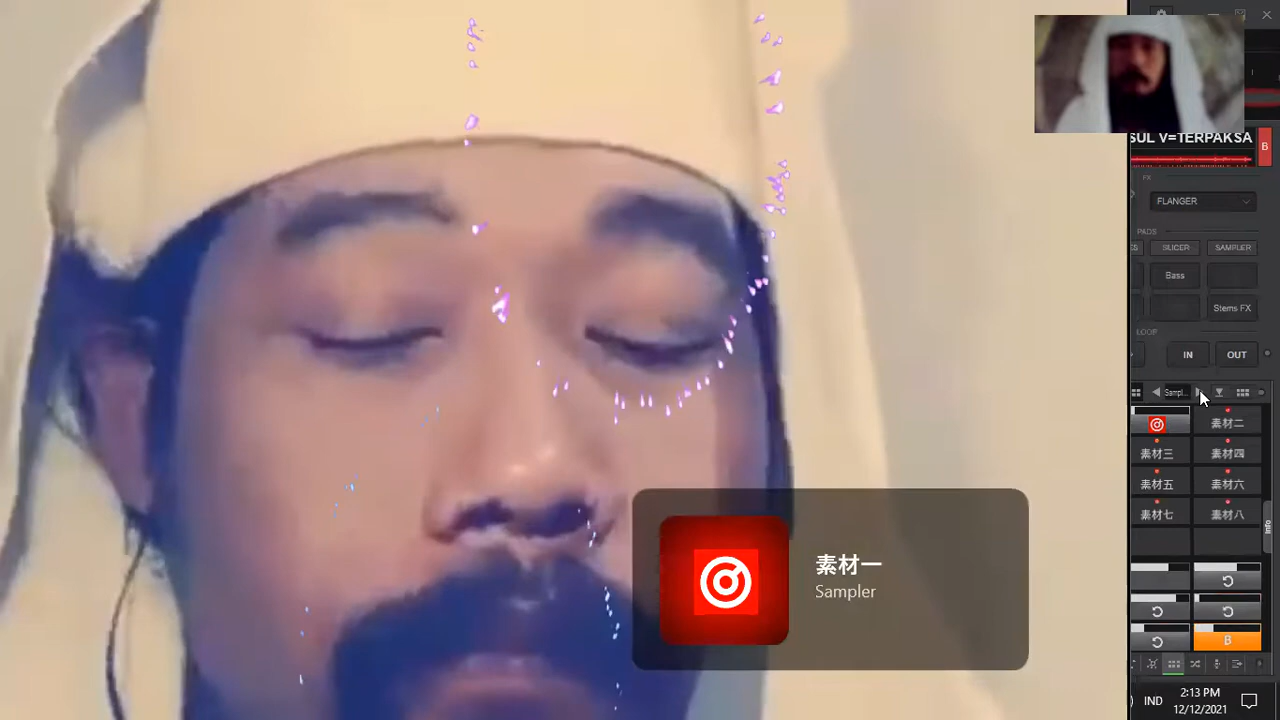 SUL V=TERPAKSA
B
FX
FLANGER
PADS
SLICER
SAMPLER
Bass
Stems FX
LOOP
IN
OUT
Sampl...
素材二
素材三
素材四
素材五
素材六
素材七
素材八
Info
素材一
Sampler
B
IND
2:13 PM
12/12/2021